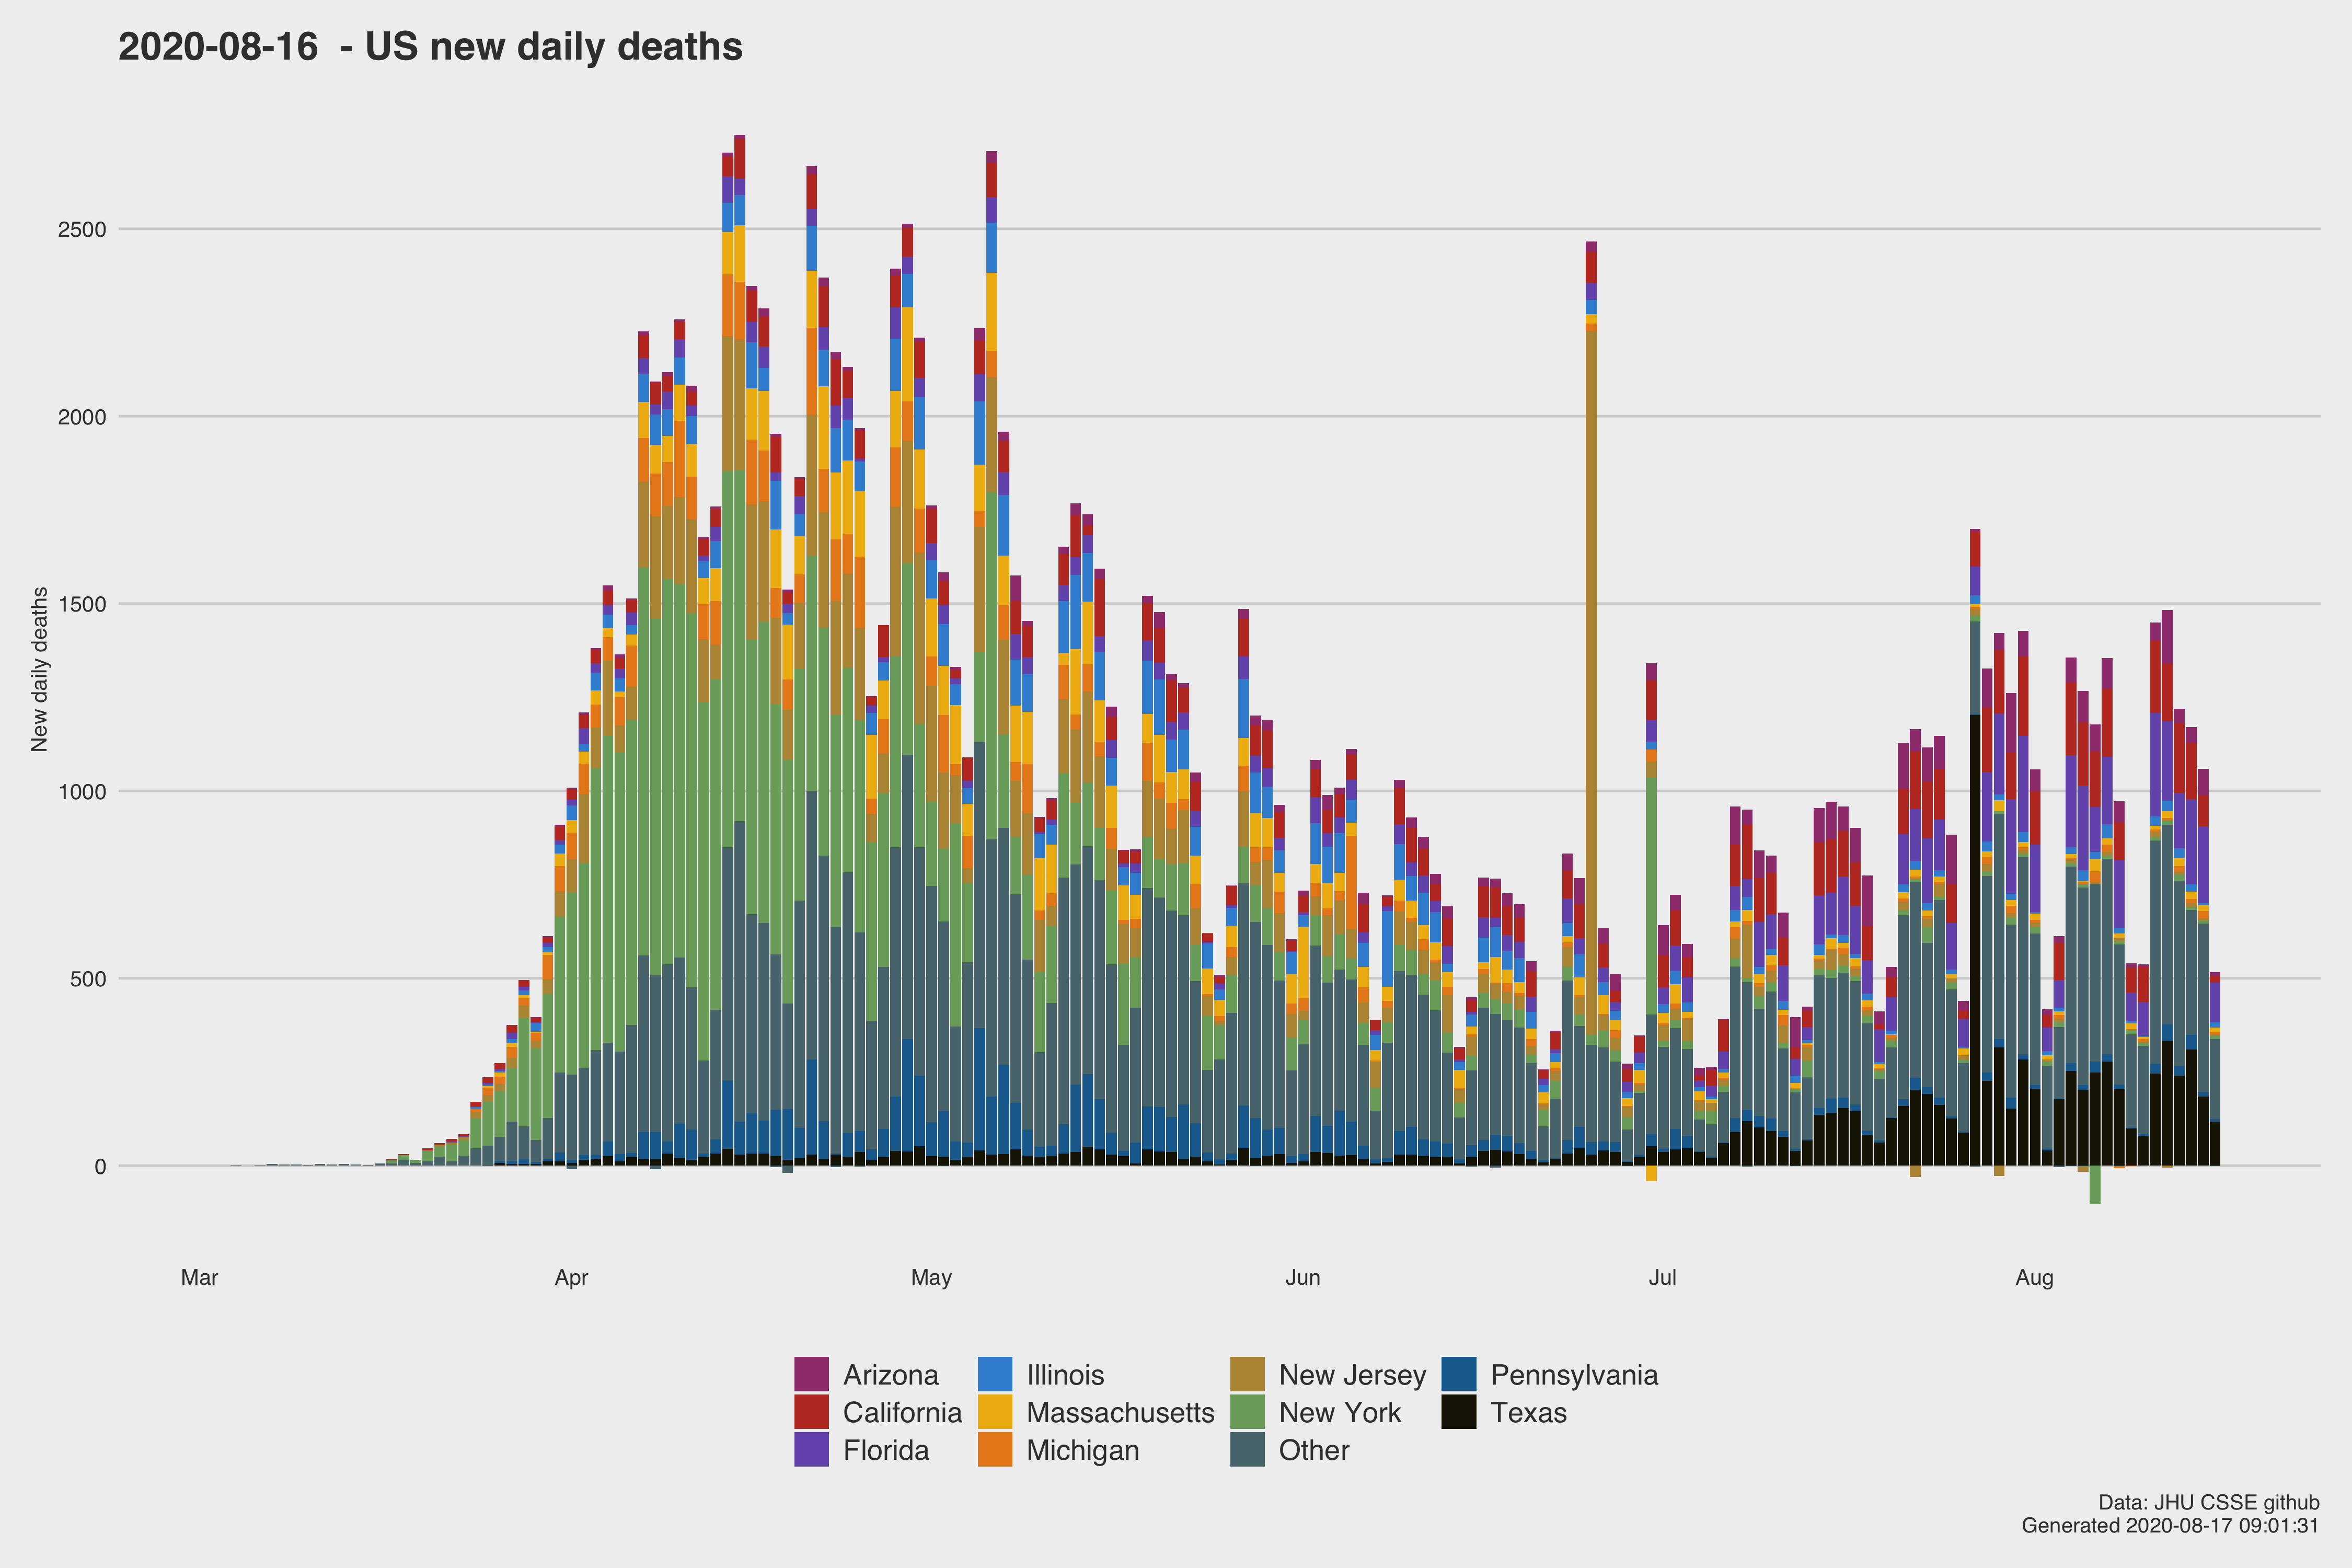 2020-08-16 - US new daily deaths
New daily deaths
2500
2000
1500
1000
500
0
Mar Apr May Jun Jul Aug
Arizona Illinois New Jersey Pennsylvania
California Massachusetts New York Texas
Florida Michigan Other
Data: JHU CSSE github
Generated 2020-08-17 09:01:31